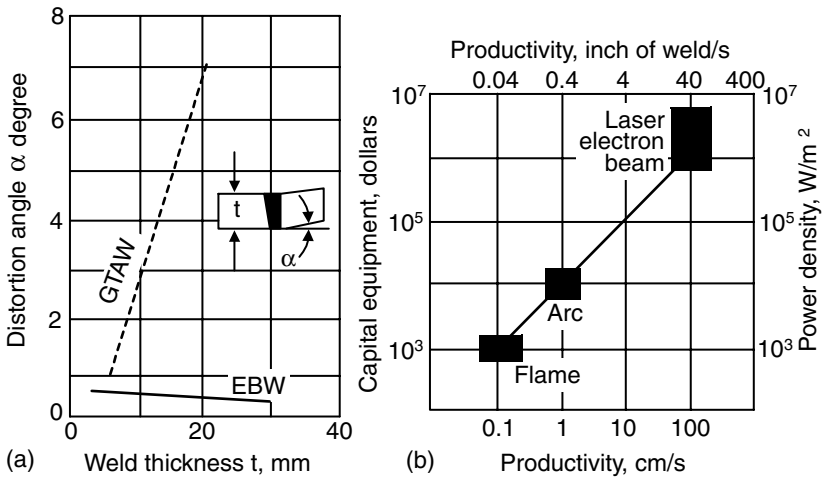 8
7
6
5
4
2
0
Distortion angle α degree
GTAW
EBW
t
α
0 20 40
(a) Weld thickness t, mm
Productivity, inch of weld/s
0.04 0.4 4 40 400
10⁷
10⁵
10³
Capital equipment, dollars
Laser
electron
beam
Arc
Flame
10⁷
10⁵
10³
Power density, W/m²
0.1 1 10 100
(b) Productivity, cm/s